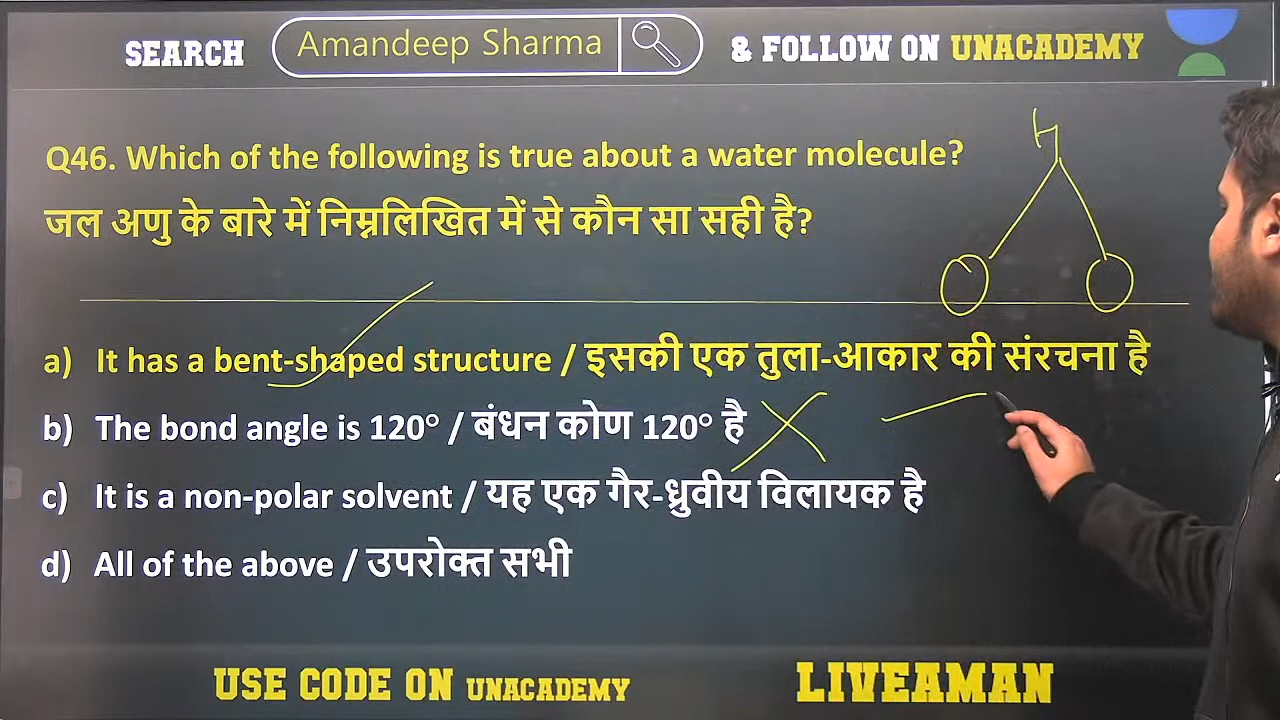 SEARCH Amandeep Sharma & FOLLOW ON UNACADEMY
Q46. Which of the following is true about a water molecule?
जल अणु के बारे में निम्नलिखित में से कौन सा सही है?
a) It has a bent-shaped structure / इसकी एक तुला-आकार की संरचना है
b) The bond angle is 120° / बंधन कोण 120° है
c) It is a non-polar solvent / यह एक गैर-ध्रुवीय विलायक है
d) All of the above / उपरोक्त सभी
USE CODE ON UNACADEMY LIVEAMAN